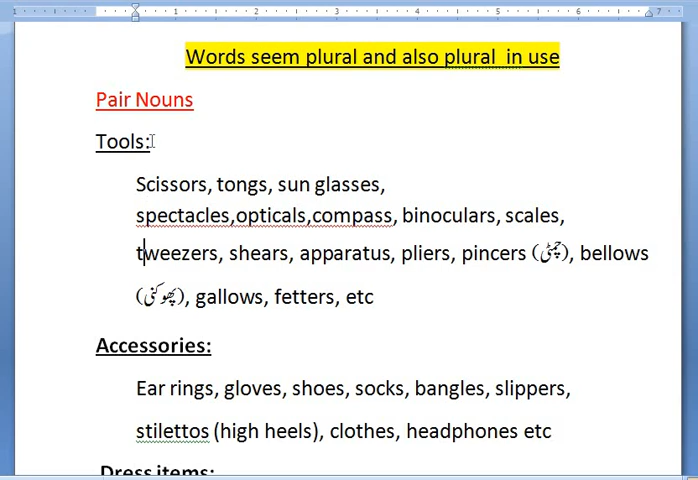 Words seem plural and also plural in use
Pair Nouns
Tools:
Scissors, tongs, sun glasses,
spectacles,opticals,compass, binoculars, scales,
tweezers, shears, apparatus, pliers, pincers (چمٹی), bellows
(پھوکنی), gallows, fetters, etc
Accessories:
Ear rings, gloves, shoes, socks, bangles, slippers,
stilettos (high heels), clothes, headphones etc
Dress items: